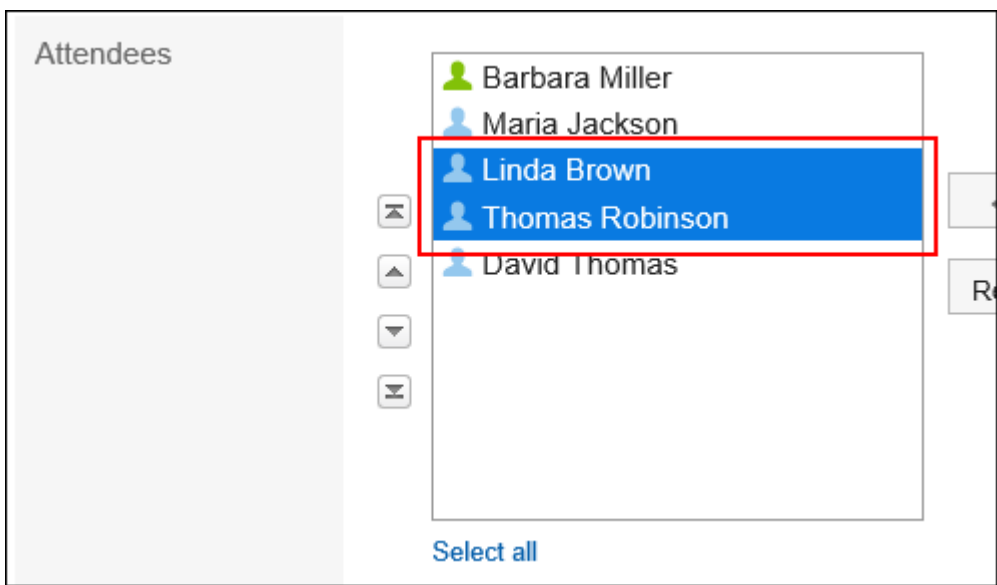 Attendees
Barbara Miller
Maria Jackson
Linda Brown
Thomas Robinson
David Thomas
Select all